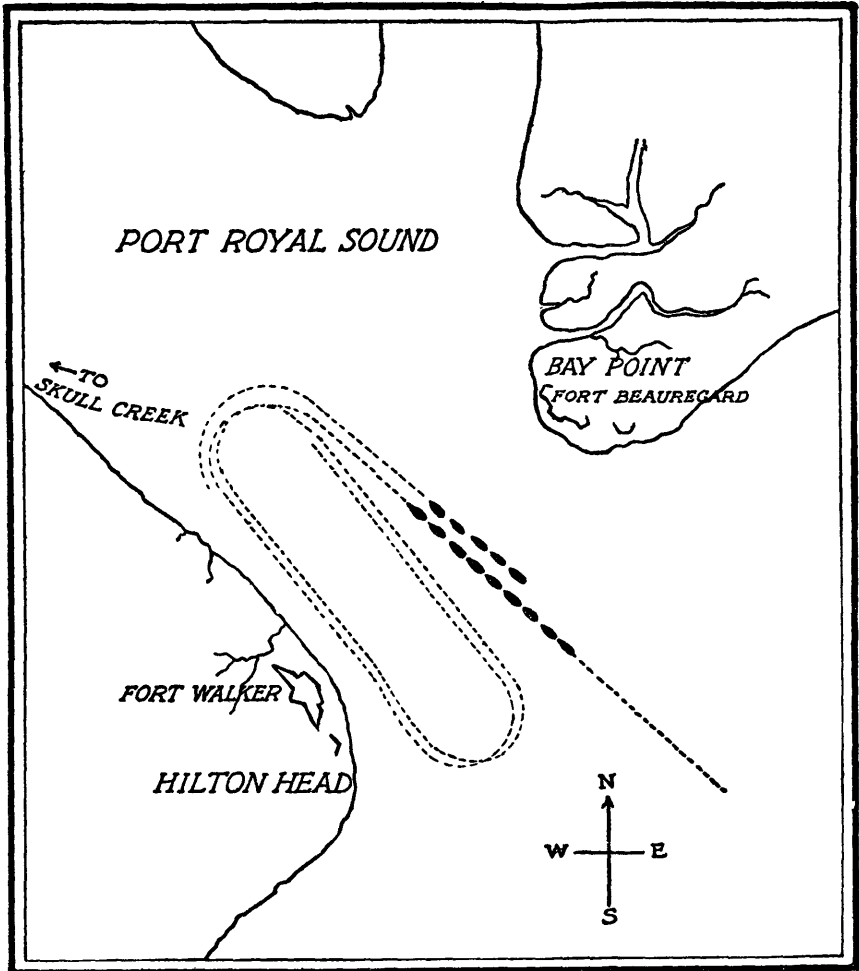 PORT ROYAL SOUND
←TO
SKULL CREEK
BAY POINT
FORT BEAUREGARD
FORT WALKER
HILTON HEAD
N
W E
S